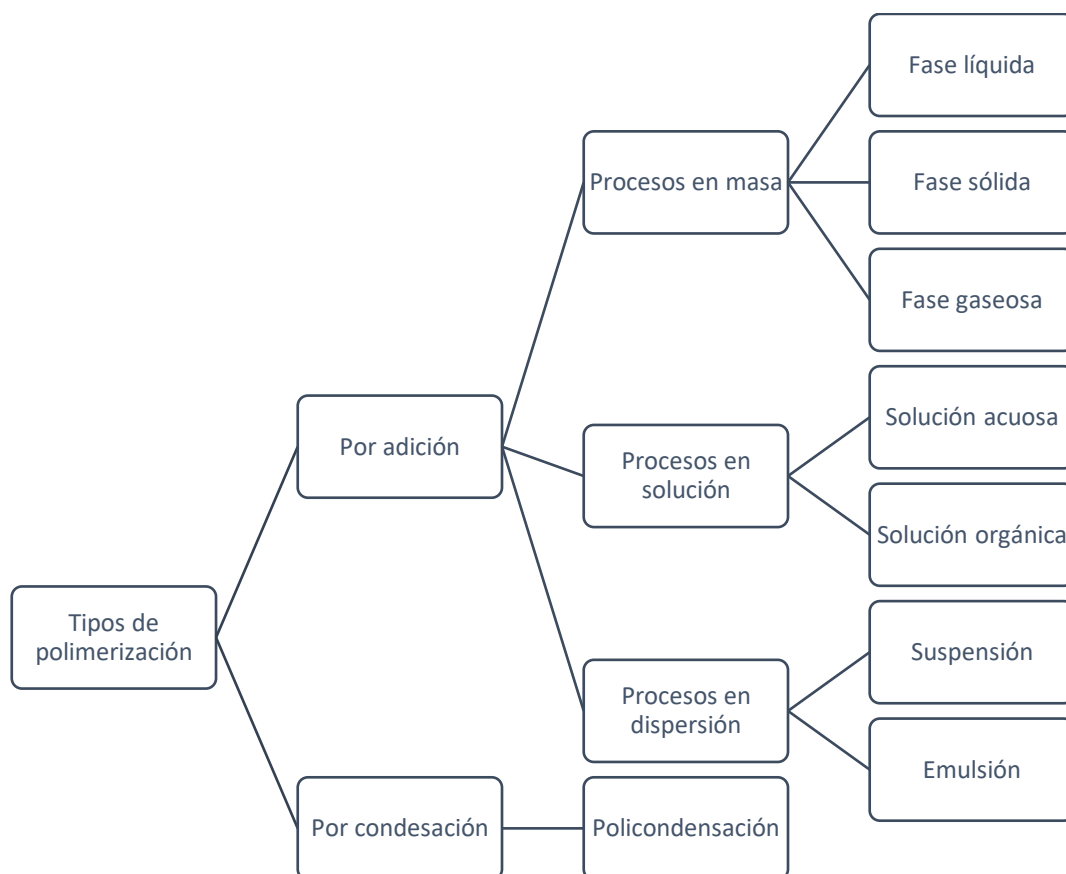 Tipos de
polimerización
Por adición
Procesos en masa
Fase líquida
Fase sólida
Fase gaseosa
Procesos en
solución
Solución acuosa
Solución orgánica
Procesos en
dispersión
Suspensión
Emulsión
Por condesación
Policondensación